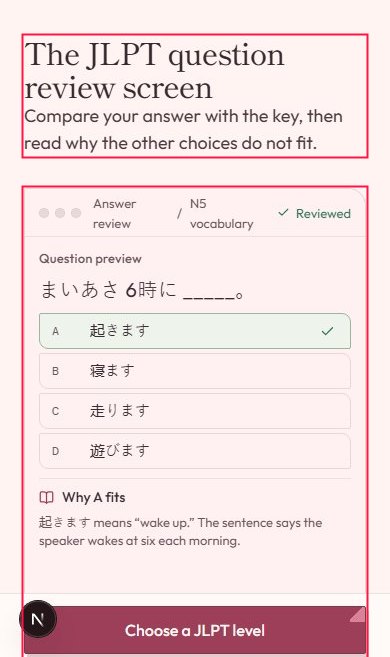 The JLPT question
review screen
Compare your answer with the key, then
read why the other choices do not fit.
Answer review / N5 vocabulary Reviewed
Question preview
まいあさ 6時に _____。
A 起きます
B 寝ます
C 走ります
D 遊びます
Why A fits
起きます means “wake up.” The sentence says the
speaker wakes at six each morning.
N
Choose a JLPT level